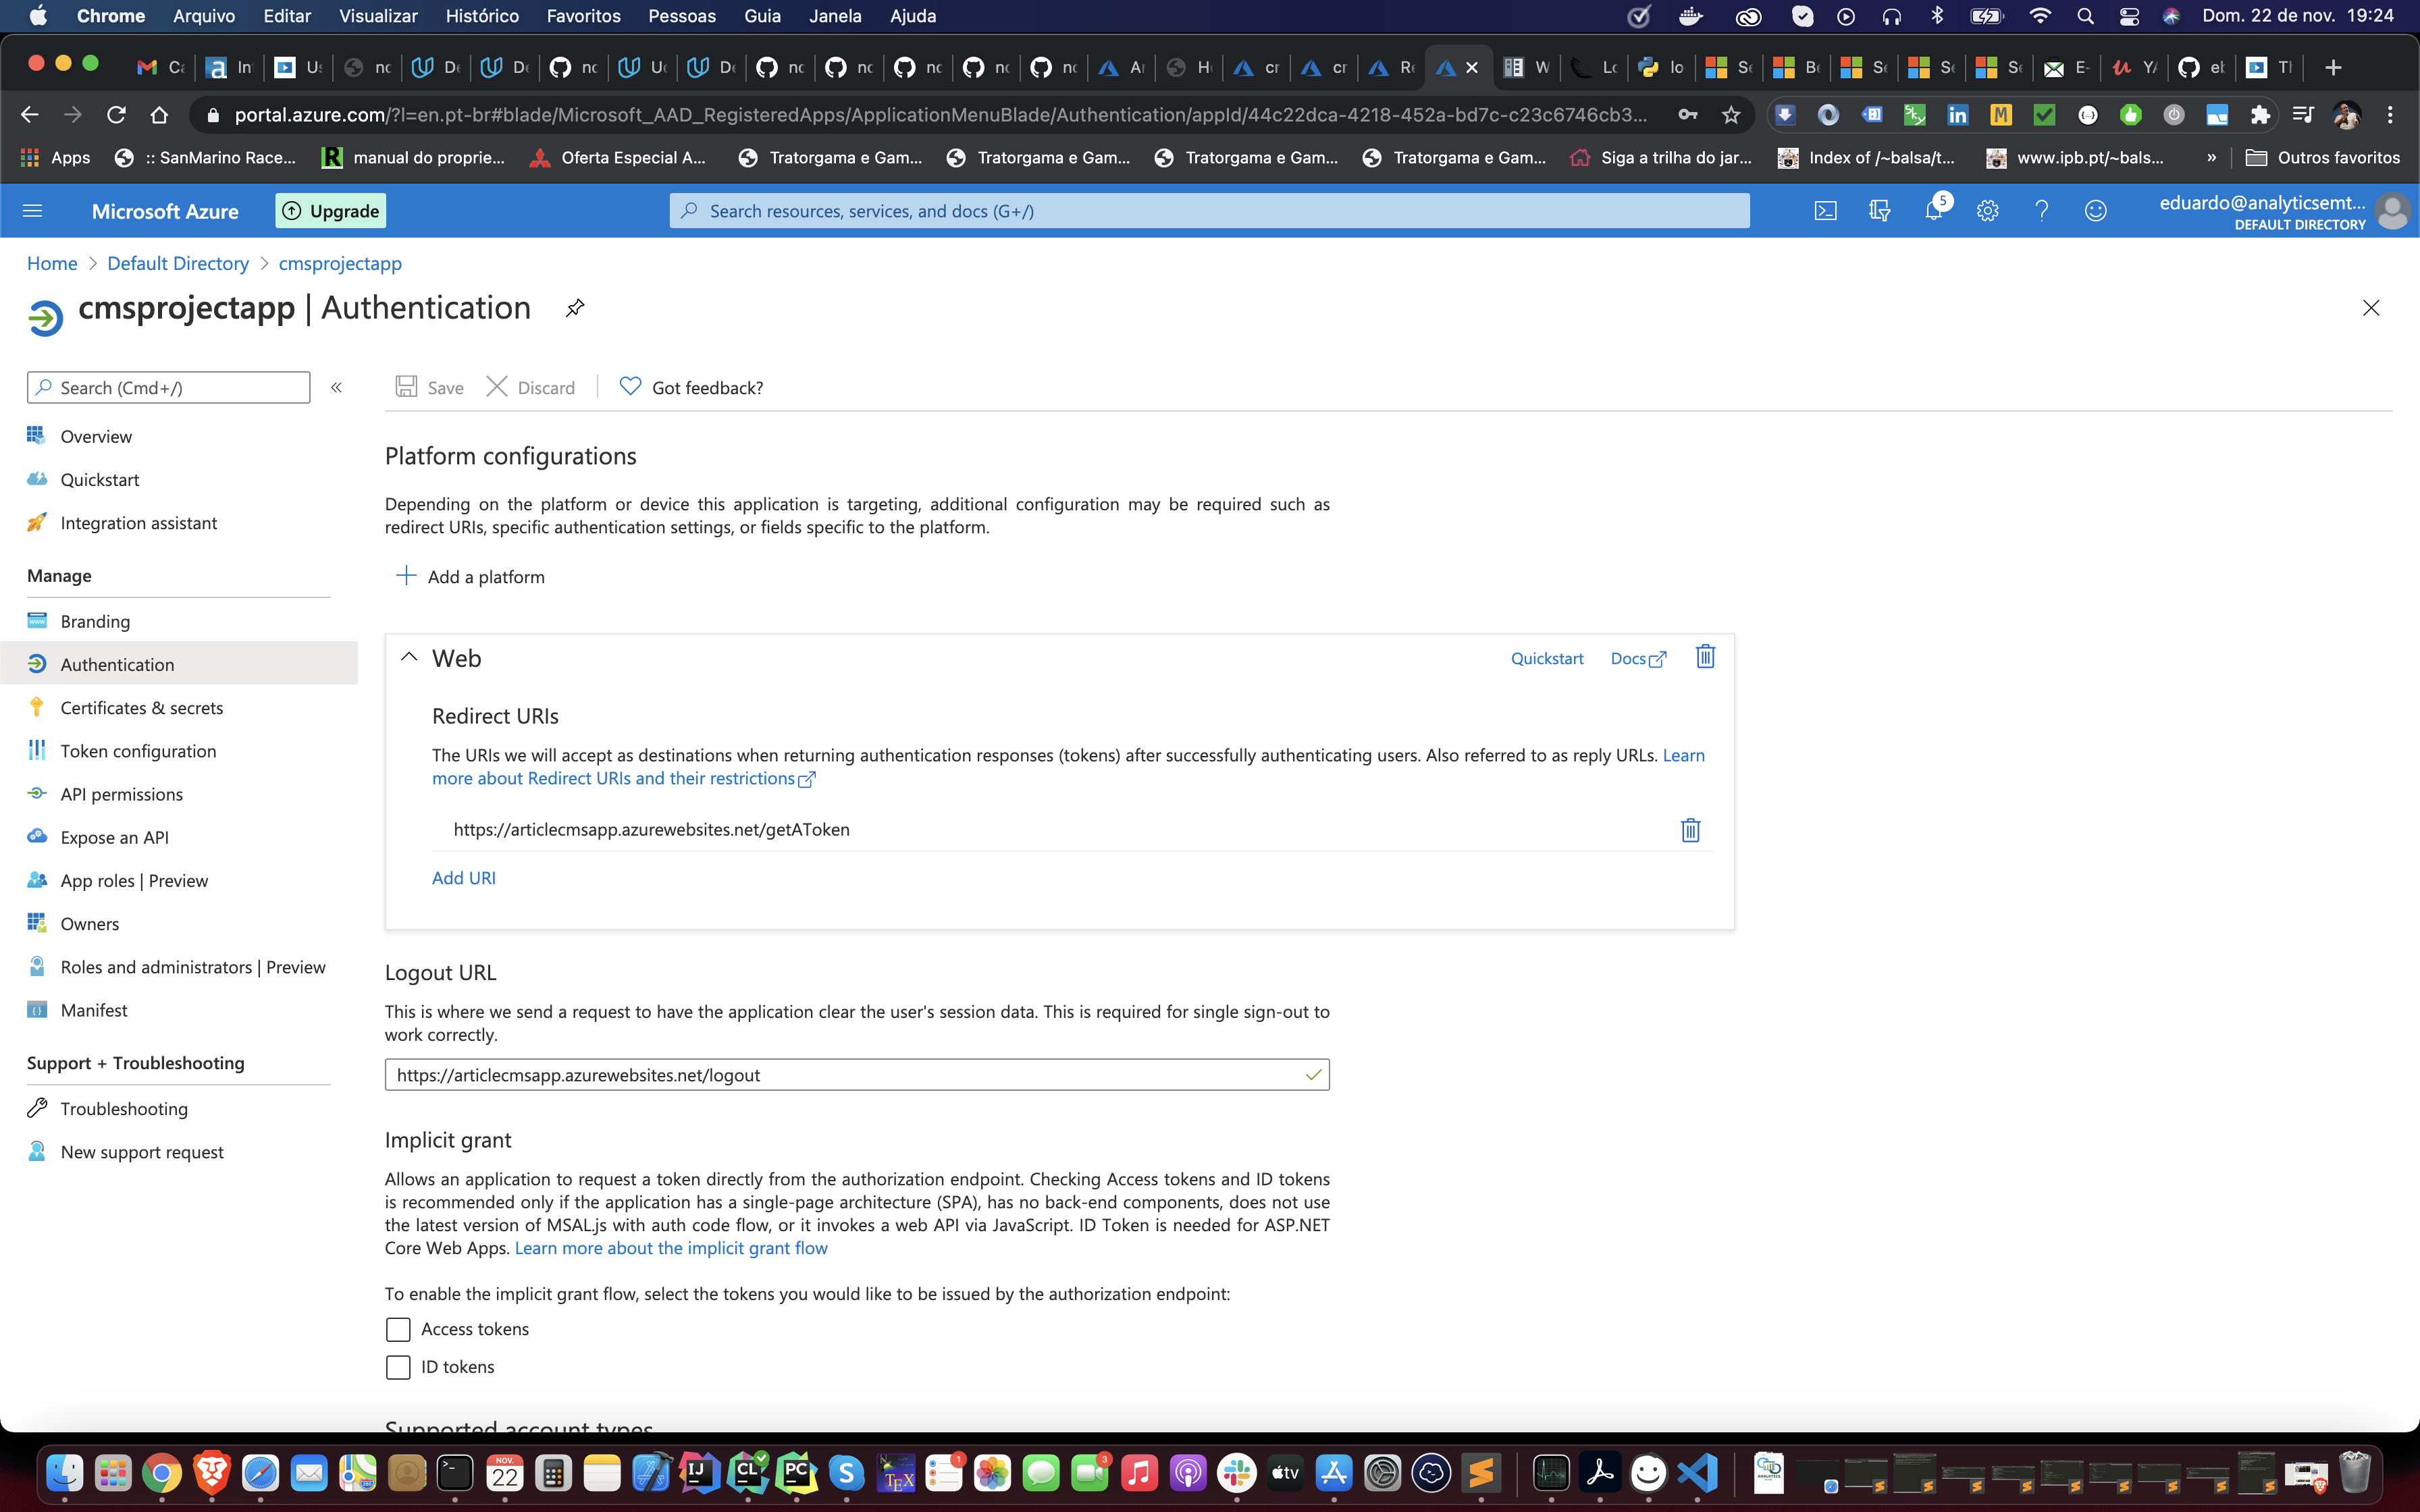 Chrome Arquivo Editar Visualizar Histórico Favoritos Pessoas Guia Janela Ajuda Dom. 22 de nov. 19:24
portal.azure.com/?l=en.pt-br#blade/Microsoft_AAD_RegisteredApps/ApplicationMenuBlade/Authentication/appId/44c22dca-4218-452a-bd7c-c23c6746cb3...
Apps :: SanMarino Race... manual do proprie... Oferta Especial A... Tratorgama e Gam... Tratorgama e Gam... Tratorgama e Gam... Tratorgama e Gam... Siga a trilha do jar... Index of /~balsa/t... www.ipb.pt/~bals... » Outros favoritos
Microsoft Azure Upgrade Search resources, services, and docs (G+/) 5 eduardo@analyticsemt...
DEFAULT DIRECTORY
Home > Default Directory > cmsprojectapp
cmsprojectapp | Authentication
Search (Cmd+/) «
Save Discard Got feedback?
Overview
Quickstart
Integration assistant
Manage
Branding
Authentication
Certificates & secrets
Token configuration
API permissions
Expose an API
App roles | Preview
Owners
Roles and administrators | Preview
Manifest
Support + Troubleshooting
Troubleshooting
New support request
Platform configurations
Depending on the platform or device this application is targeting, additional configuration may be required such as
redirect URIs, specific authentication settings, or fields specific to the platform.
Add a platform
Web
Quickstart Docs
Redirect URIs
The URIs we will accept as destinations when returning authentication responses (tokens) after successfully authenticating users. Also referred to as reply URLs. Learn
more about Redirect URIs and their restrictions
https://articlecmsapp.azurewebsites.net/getAToken
Add URI
Logout URL
This is where we send a request to have the application clear the user's session data. This is required for single sign-out to
work correctly.
https://articlecmsapp.azurewebsites.net/logout
Implicit grant
Allows an application to request a token directly from the authorization endpoint. Checking Access tokens and ID tokens
is recommended only if the application has a single-page architecture (SPA), has no back-end components, does not use
the latest version of MSAL.js with auth code flow, or it invokes a web API via JavaScript. ID Token is needed for ASP.NET
Core Web Apps. Learn more about the implicit grant flow
To enable the implicit grant flow, select the tokens you would like to be issued by the authorization endpoint:
Access tokens
ID tokens
Supported account types
NOV.
22
IJ CL PC TEX 1 3 tv